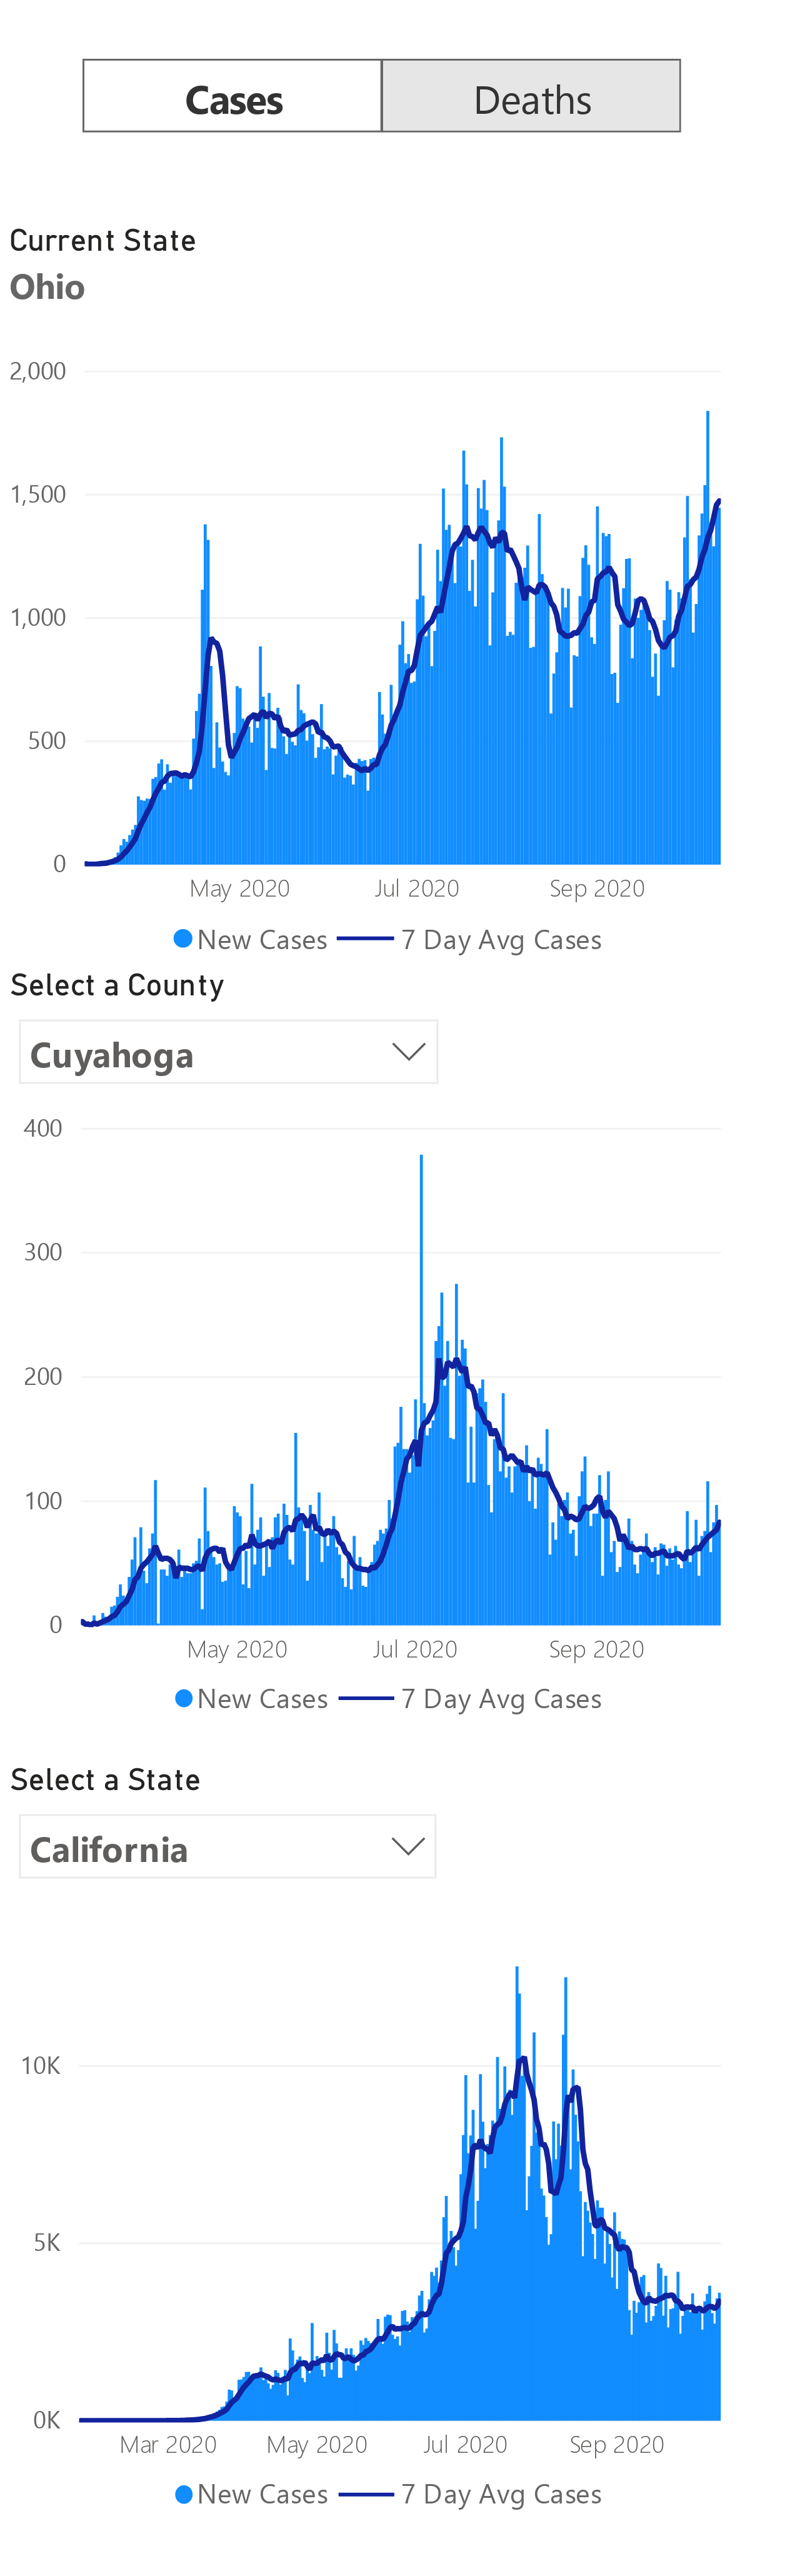 Cases Deaths
Current State
Ohio
2,000
1,500
1,000
500
0
May 2020 Jul 2020 Sep 2020
New Cases 7 Day Avg Cases
Select a County
Cuyahoga
400
300
200
100
0
May 2020 Jul 2020 Sep 2020
New Cases 7 Day Avg Cases
Select a State
California
10K
5K
0K
Mar 2020 May 2020 Jul 2020 Sep 2020
New Cases 7 Day Avg Cases